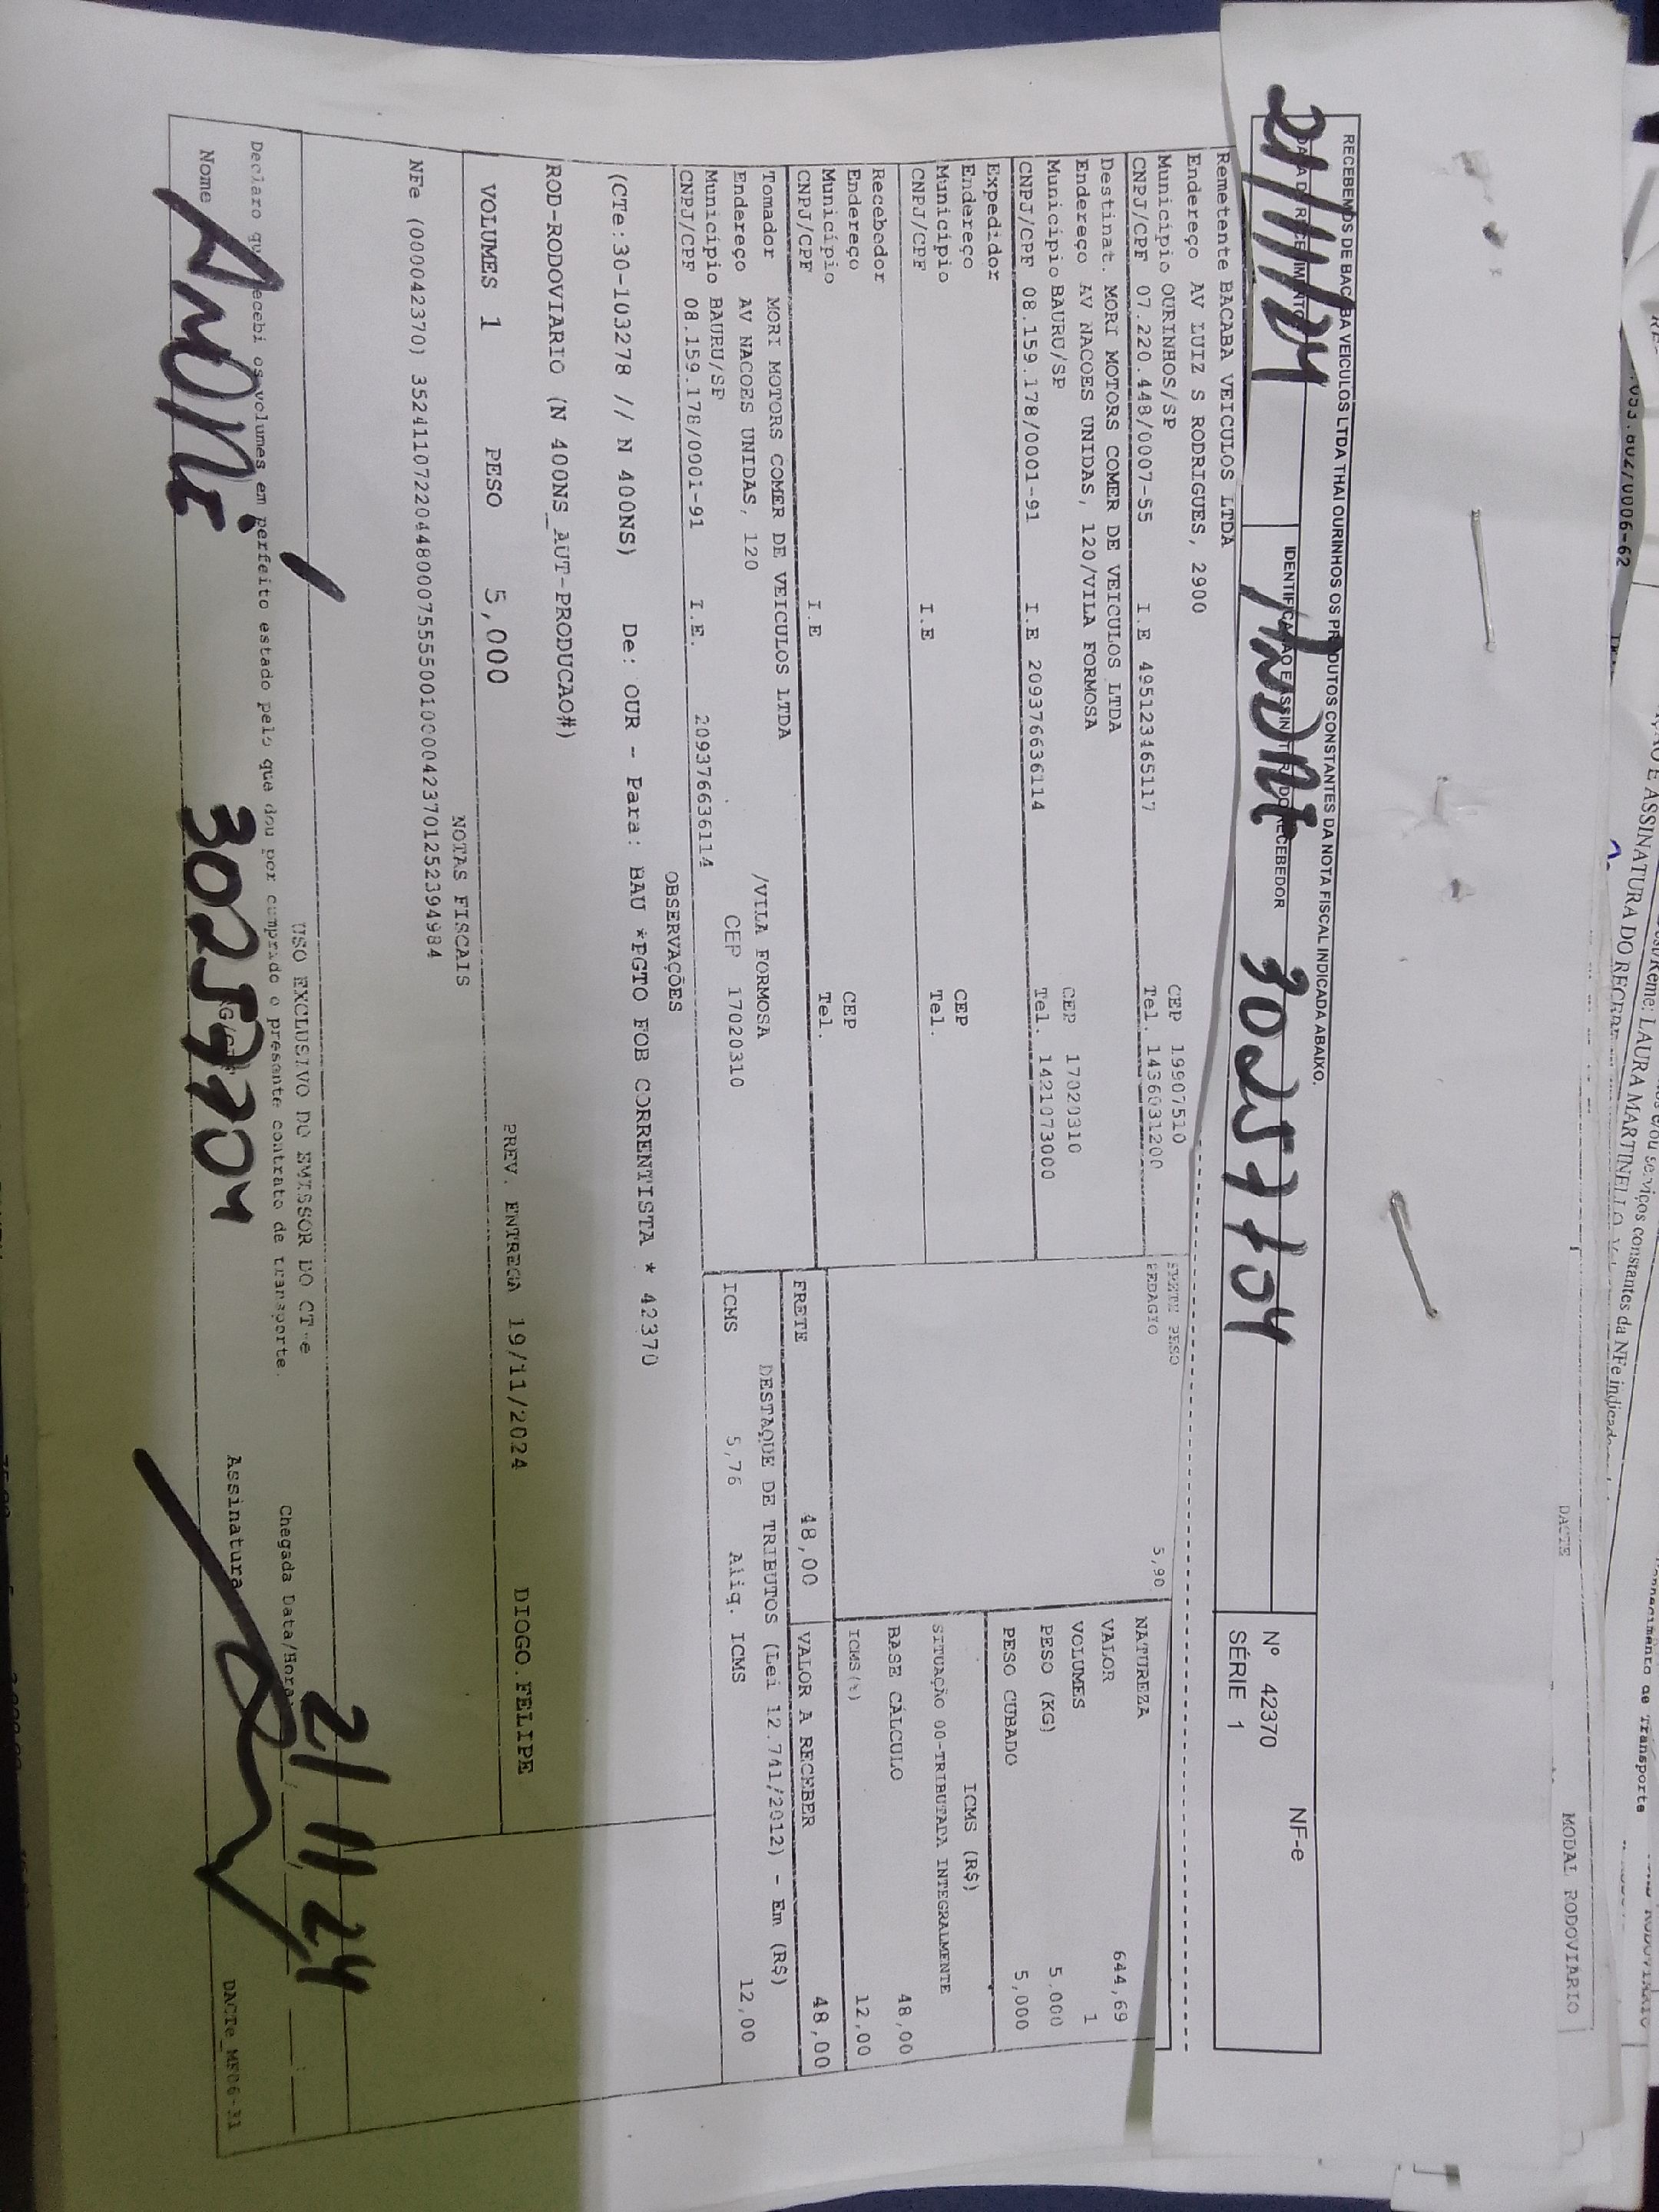 MODAL RODOVIARIO
DACTE
RECEBEMOS DE BACABA VEICULOS LTDA THAI OURINHOS OS PRODUTOS CONSTANTES DA NOTA FISCAL INDICADA ABAIXO.
NF-e
DATA DE RECEBIMENTO
IDENTIFICAÇÃO E ASSINATURA DO RECEBEDOR
Nº 42370
SÉRIE 1
21/11/24
30257704
Remetente BACABA VEICULOS LTDA
Endereço AV LUIZ S RODRIGUES, 2900
Município OURINHOS/SP CEP 19907510
CNPJ/CPF 07.220.448/0007-55 I.E 495123465117 Tel. 1436031200
Destinat. MORI MOTORS COMER DE VEICULOS LTDA
Endereço AV NACOES UNIDAS, 120/VILA FORMOSA
Município BAURU/SP CEP 17020310
CNPJ/CPF 08.159.178/0001-91 I.E 209376636114 Tel. 1421073000
Expedidor
Endereço
Município CEP
CNPJ/CPF I.E Tel.
Recebedor
Endereço
Município CEP
CNPJ/CPF I.E Tel.
Tomador MORI MOTORS COMER DE VEICULOS LTDA
Endereço AV NACOES UNIDAS, 120 /VILA FORMOSA
Município BAURU/SP CEP 17020310
CNPJ/CPF 08.159.178/0001-91 I.E. 209376636114
FRETE PESO
PEDAGIO 5,90
NATUREZA
VALOR 644,69
VOLUMES 1
PESO (KG) 5,000
PESO CUBADO 5,000
ICMS (R$)
SITUAÇÃO 00-TRIBUTADA INTEGRALMENTE
BASE CÁLCULO 48,00
ICMS(%) 12,00
FRETE 48,00 VALOR A RECEBER 48,00
DESTAQUE DE TRIBUTOS (Lei 12.741/2012) - Em (R$)
ICMS 5,76 Aliq. ICMS 12,00
OBSERVAÇÕES
(CTe:30-103278 // N 400NS) De: OUR - Para: BAU *PGTO FOB CORRENTISTA * 42370
ROD-RODOVIARIO (N 400NS_AUT-PRODUCAO#)
VOLUMES 1 PESO 5,000 PREV. ENTREGA 19/11/2024 DIOGO.FELIPE
NOTAS FISCAIS
NFe (000042370) 35241107220448000755550010000423701252394984
USO EXCLUSIVO DO EMISSOR DO CT-e
Chegada Data/Hora: 21 11 24
Declaro que recebi os volumes em perfeito estado pelo que dou por cumprido o presente contrato de transporte.
Nome ANDRÉ 30257704 Assinatura
DACTe_MF06-31